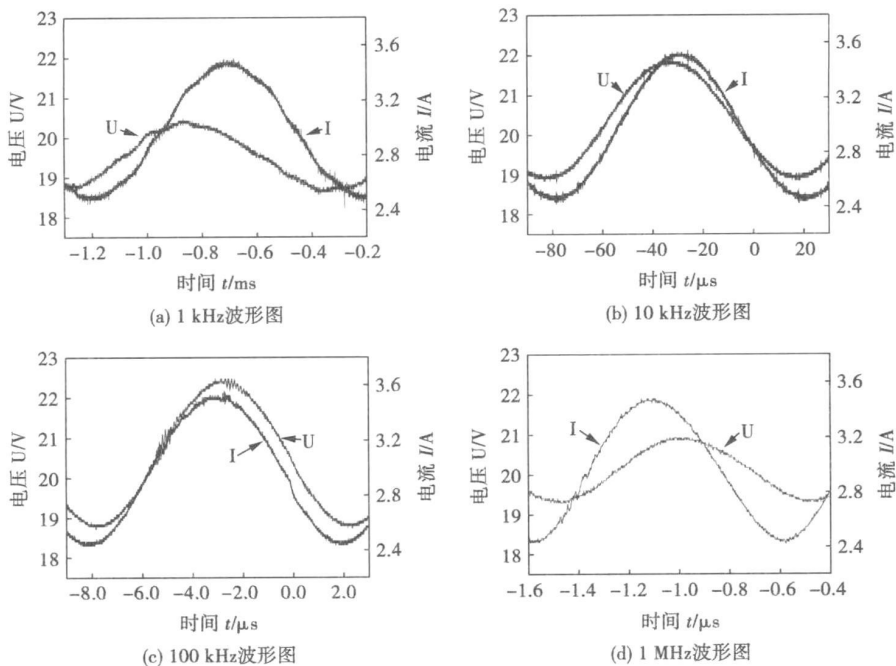 电压 U/V
23
22
21
20
19
18
U
I
3.6
3.2
2.8
2.4
电流 I/A
-1.2 -1.0 -0.8 -0.6 -0.4 -0.2
时间 t/ms
(a) 1 kHz波形图
电压 U/V
23
22
21
20
19
18
U
I
3.6
3.2
2.8
2.4
电流 I/A
-80 -60 -40 -20 0 20
时间 t/μs
(b) 10 kHz波形图
电压 U/V
23
22
21
20
19
18
I
U
3.6
3.2
2.8
2.4
电流 I/A
-8.0 -6.0 -4.0 -2.0 0.0 2.0
时间 t/μs
(c) 100 kHz波形图
电压 U/V
23
22
21
20
19
18
I
U
3.6
3.2
2.8
2.4
电流 I/A
-1.6 -1.4 -1.2 -1.0 -0.8 -0.6 -0.4
时间 t/μs
(d) 1 MHz波形图